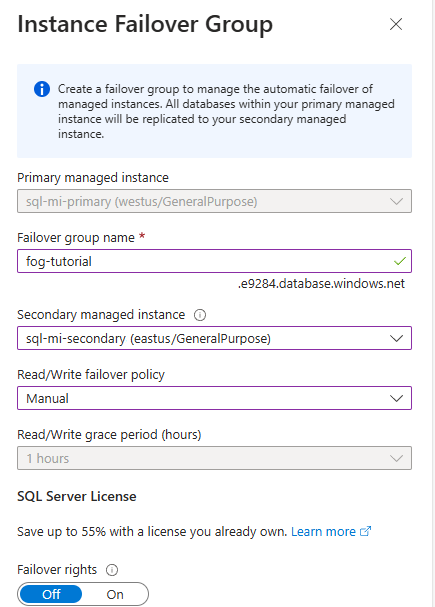 Instance Failover Group
Create a failover group to manage the automatic failover of
managed instances. All databases within your primary managed
instance will be replicated to your secondary managed
instance.
Primary managed instance
sql-mi-primary (westus/GeneralPurpose)
Failover group name *
fog-tutorial
.e9284.database.windows.net
Secondary managed instance
sql-mi-secondary (eastus/GeneralPurpose)
Read/Write failover policy
Manual
Read/Write grace period (hours)
1 hours
SQL Server License
Save up to 55% with a license you already own. Learn more
Failover rights
Off On